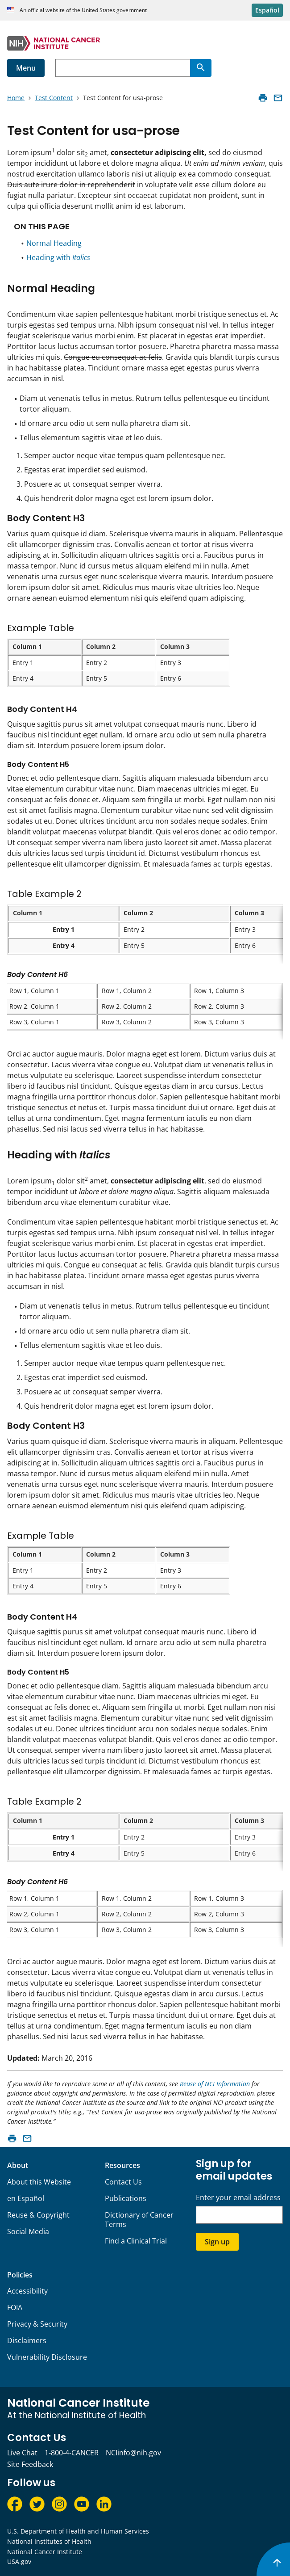 An official website of the United States government
Español
NIH NATIONAL CANCER INSTITUTE
Menu
Home > Test Content > Test Content for usa-prose
Test Content for usa-prose
Lorem ipsum1 dolor sit2 amet, consectetur adipiscing elit, sed do eiusmod
tempor incididunt ut labore et dolore magna aliqua. Ut enim ad minim veniam, quis
nostrud exercitation ullamco laboris nisi ut aliquip ex ea commodo consequat.
Duis aute irure dolor in reprehenderit in voluptate velit esse cillum dolore eu
fugiat nulla pariatur. Excepteur sint occaecat cupidatat non proident, sunt in
culpa qui officia deserunt mollit anim id est laborum.
ON THIS PAGE
• Normal Heading
• Heading with Italics
Normal Heading
Condimentum vitae sapien pellentesque habitant morbi tristique senectus et. Ac
turpis egestas sed tempus urna. Nibh ipsum consequat nisl vel. In tellus integer
feugiat scelerisque varius morbi enim. Est placerat in egestas erat imperdiet.
Porttitor lacus luctus accumsan tortor posuere. Pharetra pharetra massa massa
ultricies mi quis. Congue eu consequat ac felis. Gravida quis blandit turpis cursus
in hac habitasse platea. Tincidunt ornare massa eget egestas purus viverra
accumsan in nisl.
• Diam ut venenatis tellus in metus. Rutrum tellus pellentesque eu tincidunt
tortor aliquam.
• Id ornare arcu odio ut sem nulla pharetra diam sit.
• Tellus elementum sagittis vitae et leo duis.
1. Semper auctor neque vitae tempus quam pellentesque nec.
2. Egestas erat imperdiet sed euismod.
3. Posuere ac ut consequat semper viverra.
4. Quis hendrerit dolor magna eget est lorem ipsum dolor.
Body Content H3
Varius quam quisque id diam. Scelerisque viverra mauris in aliquam. Pellentesque
elit ullamcorper dignissim cras. Convallis aenean et tortor at risus viverra
adipiscing at in. Sollicitudin aliquam ultrices sagittis orci a. Faucibus purus in
massa tempor. Nunc id cursus metus aliquam eleifend mi in nulla. Amet
venenatis urna cursus eget nunc scelerisque viverra mauris. Interdum posuere
lorem ipsum dolor sit amet. Ridiculus mus mauris vitae ultricies leo. Neque
ornare aenean euismod elementum nisi quis eleifend quam adipiscing.
Example Table
Column 1 Column 2 Column 3
Entry 1 Entry 2 Entry 3
Entry 4 Entry 5 Entry 6
Body Content H4
Quisque sagittis purus sit amet volutpat consequat mauris nunc. Libero id
faucibus nisl tincidunt eget nullam. Id ornare arcu odio ut sem nulla pharetra
diam sit. Interdum posuere lorem ipsum dolor.
Body Content H5
Donec et odio pellentesque diam. Sagittis aliquam malesuada bibendum arcu
vitae elementum curabitur vitae. Diam maecenas ultricies mi eget. Eu
consequat ac felis donec et. Aliquam sem fringilla ut morbi. Eget nullam non nisi
est sit amet facilisis magna. Elementum curabitur vitae nunc sed velit dignissim
sodales ut eu. Donec ultrices tincidunt arcu non sodales neque sodales. Enim
blandit volutpat maecenas volutpat blandit. Quis vel eros donec ac odio tempor.
Ut consequat semper viverra nam libero justo laoreet sit amet. Massa placerat
duis ultricies lacus sed turpis tincidunt id. Dictumst vestibulum rhoncus est
pellentesque elit ullamcorper dignissim. Et malesuada fames ac turpis egestas.
Table Example 2
Column 1 Column 2 Column 3
Entry 1 Entry 2 Entry 3
Entry 4 Entry 5 Entry 6
Body Content H6
Row 1, Column 1 Row 1, Column 2 Row 1, Column 3
Row 2, Column 1 Row 2, Column 2 Row 2, Column 3
Row 3, Column 1 Row 3, Column 2 Row 3, Column 3
Orci ac auctor augue mauris. Dolor magna eget est lorem. Dictum varius duis at
consectetur. Lacus viverra vitae congue eu. Volutpat diam ut venenatis tellus in
metus vulputate eu scelerisque. Laoreet suspendisse interdum consectetur
libero id faucibus nisl tincidunt. Quisque egestas diam in arcu cursus. Lectus
magna fringilla urna porttitor rhoncus dolor. Sapien pellentesque habitant morbi
tristique senectus et netus et. Turpis massa tincidunt dui ut ornare. Eget duis at
tellus at urna condimentum. Eget magna fermentum iaculis eu non diam
phasellus. Sed nisi lacus sed viverra tellus in hac habitasse.
Heading with Italics
Lorem ipsum1 dolor sit2 amet, consectetur adipiscing elit, sed do eiusmod
tempor incididunt ut labore et dolore magna aliqua. Sagittis aliquam malesuada
bibendum arcu vitae elementum curabitur vitae.
Condimentum vitae sapien pellentesque habitant morbi tristique senectus et. Ac
turpis egestas sed tempus urna. Nibh ipsum consequat nisl vel. In tellus integer
feugiat scelerisque varius morbi enim. Est placerat in egestas erat imperdiet.
Porttitor lacus luctus accumsan tortor posuere. Pharetra pharetra massa massa
ultricies mi quis. Congue eu consequat ac felis. Gravida quis blandit turpis cursus
in hac habitasse platea. Tincidunt ornare massa eget egestas purus viverra
accumsan in nisl.
• Diam ut venenatis tellus in metus. Rutrum tellus pellentesque eu tincidunt
tortor aliquam.
• Id ornare arcu odio ut sem nulla pharetra diam sit.
• Tellus elementum sagittis vitae et leo duis.
1. Semper auctor neque vitae tempus quam pellentesque nec.
2. Egestas erat imperdiet sed euismod.
3. Posuere ac ut consequat semper viverra.
4. Quis hendrerit dolor magna eget est lorem ipsum dolor.
Body Content H3
Varius quam quisque id diam. Scelerisque viverra mauris in aliquam. Pellentesque
elit ullamcorper dignissim cras. Convallis aenean et tortor at risus viverra
adipiscing at in. Sollicitudin aliquam ultrices sagittis orci a. Faucibus purus in
massa tempor. Nunc id cursus metus aliquam eleifend mi in nulla. Amet
venenatis urna cursus eget nunc scelerisque viverra mauris. Interdum posuere
lorem ipsum dolor sit amet. Ridiculus mus mauris vitae ultricies leo. Neque
ornare aenean euismod elementum nisi quis eleifend quam adipiscing.
Example Table
Column 1 Column 2 Column 3
Entry 1 Entry 2 Entry 3
Entry 4 Entry 5 Entry 6
Body Content H4
Quisque sagittis purus sit amet volutpat consequat mauris nunc. Libero id
faucibus nisl tincidunt eget nullam. Id ornare arcu odio ut sem nulla pharetra
diam sit. Interdum posuere lorem ipsum dolor.
Body Content H5
Donec et odio pellentesque diam. Sagittis aliquam malesuada bibendum arcu
vitae elementum curabitur vitae. Diam maecenas ultricies mi eget. Eu
consequat ac felis donec et. Aliquam sem fringilla ut morbi. Eget nullam non nisi
est sit amet facilisis magna. Elementum curabitur vitae nunc sed velit dignissim
sodales ut eu. Donec ultrices tincidunt arcu non sodales neque sodales. Enim
blandit volutpat maecenas volutpat blandit. Quis vel eros donec ac odio tempor.
Ut consequat semper viverra nam libero justo laoreet sit amet. Massa placerat
duis ultricies lacus sed turpis tincidunt id. Dictumst vestibulum rhoncus est
pellentesque elit ullamcorper dignissim. Et malesuada fames ac turpis egestas.
Table Example 2
Column 1 Column 2 Column 3
Entry 1 Entry 2 Entry 3
Entry 4 Entry 5 Entry 6
Body Content H6
Row 1, Column 1 Row 1, Column 2 Row 1, Column 3
Row 2, Column 1 Row 2, Column 2 Row 2, Column 3
Row 3, Column 1 Row 3, Column 2 Row 3, Column 3
Orci ac auctor augue mauris. Dolor magna eget est lorem. Dictum varius duis at
consectetur. Lacus viverra vitae congue eu. Volutpat diam ut venenatis tellus in
metus vulputate eu scelerisque. Laoreet suspendisse interdum consectetur
libero id faucibus nisl tincidunt. Quisque egestas diam in arcu cursus. Lectus
magna fringilla urna porttitor rhoncus dolor. Sapien pellentesque habitant morbi
tristique senectus et netus et. Turpis massa tincidunt dui ut ornare. Eget duis at
tellus at urna condimentum. Eget magna fermentum iaculis eu non diam
phasellus. Sed nisi lacus sed viverra tellus in hac habitasse.
Updated: March 20, 2016
If you would like to reproduce some or all of this content, see Reuse of NCI Information for
guidance about copyright and permissions. In the case of permitted digital reproduction,
please credit the National Cancer Institute as the source and link to the original NCI product using the
original product's title; e.g., "Test Content for usa-prose was originally published by the National
Cancer Institute."
About
About this Website
en Español
Reuse & Copyright
Social Media
Resources
Contact Us
Publications
Dictionary of Cancer
Terms
Find a Clinical Trial
Sign up for
email updates
Enter your email address
Sign up
Policies
Accessibility
FOIA
Privacy & Security
Disclaimers
Vulnerability Disclosure
National Cancer Institute
At the National Institutes of Health
Contact Us
Live Chat 1-800-4-CANCER NCIinfo@nih.gov
Site Feedback
Follow us
U.S. Department of Health and Human Services
National Institutes of Health
National Cancer Institute
USA.gov